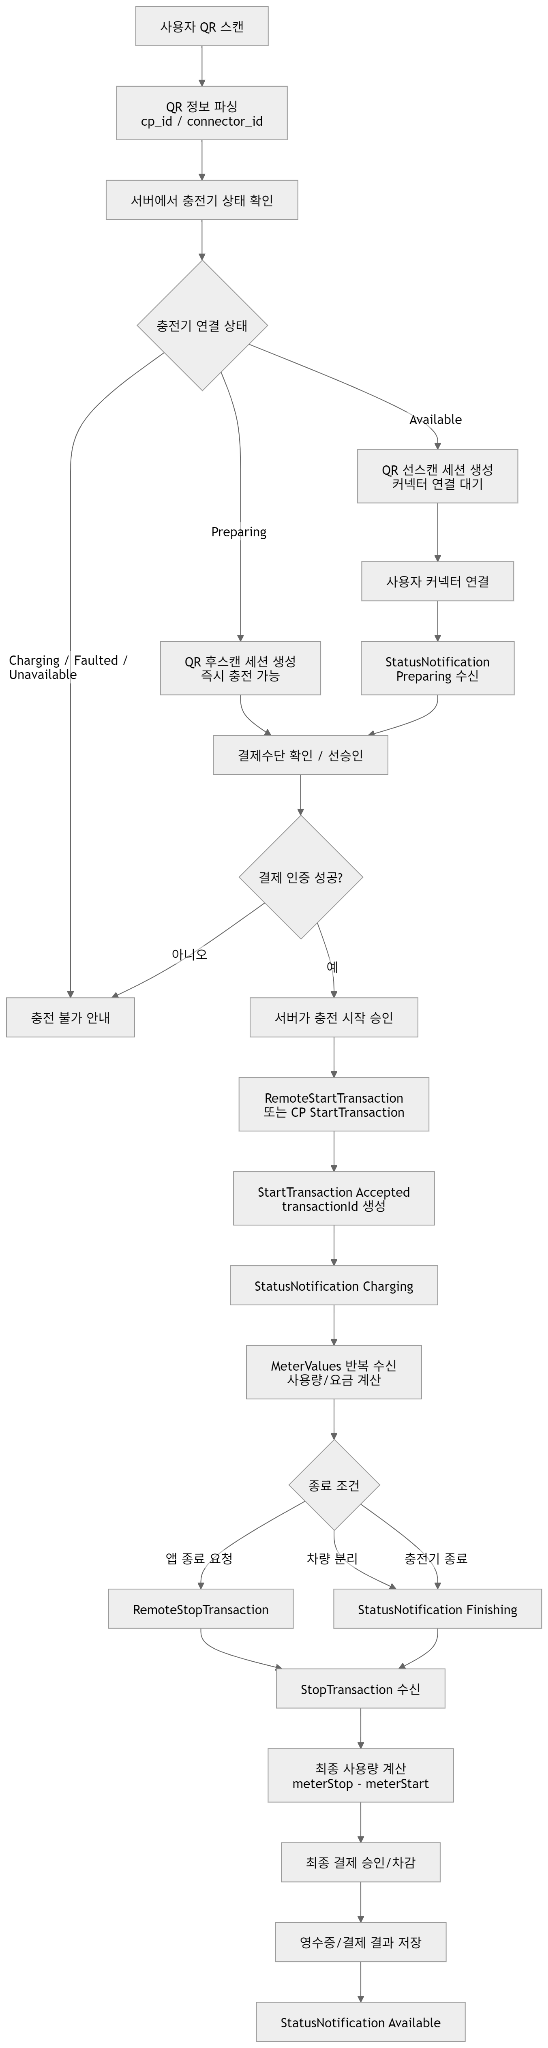 사용자 QR 스캔
QR 정보 파싱
cp_id / connector_id
서버에서 충전기 상태 확인
충전기 연결 상태
Available
QR 선스캔 세션 생성
커넥터 연결 대기
Preparing
사용자 커넥터 연결
Charging / Faulted /
Unavailable
QR 후스캔 세션 생성
즉시 충전 가능
StatusNotification
Preparing 수신
결제수단 확인 / 선승인
결제 인증 성공?
아니오
예
충전 불가 안내
서버가 충전 시작 승인
RemoteStartTransaction
또는 CP StartTransaction
StartTransaction Accepted
transactionId 생성
StatusNotification Charging
MeterValues 반복 수신
사용량/요금 계산
종료 조건
앱 종료 요청
차량 분리
충전기 종료
RemoteStopTransaction
StatusNotification Finishing
StopTransaction 수신
최종 사용량 계산
meterStop - meterStart
최종 결제 승인/차감
영수증/결제 결과 저장
StatusNotification Available